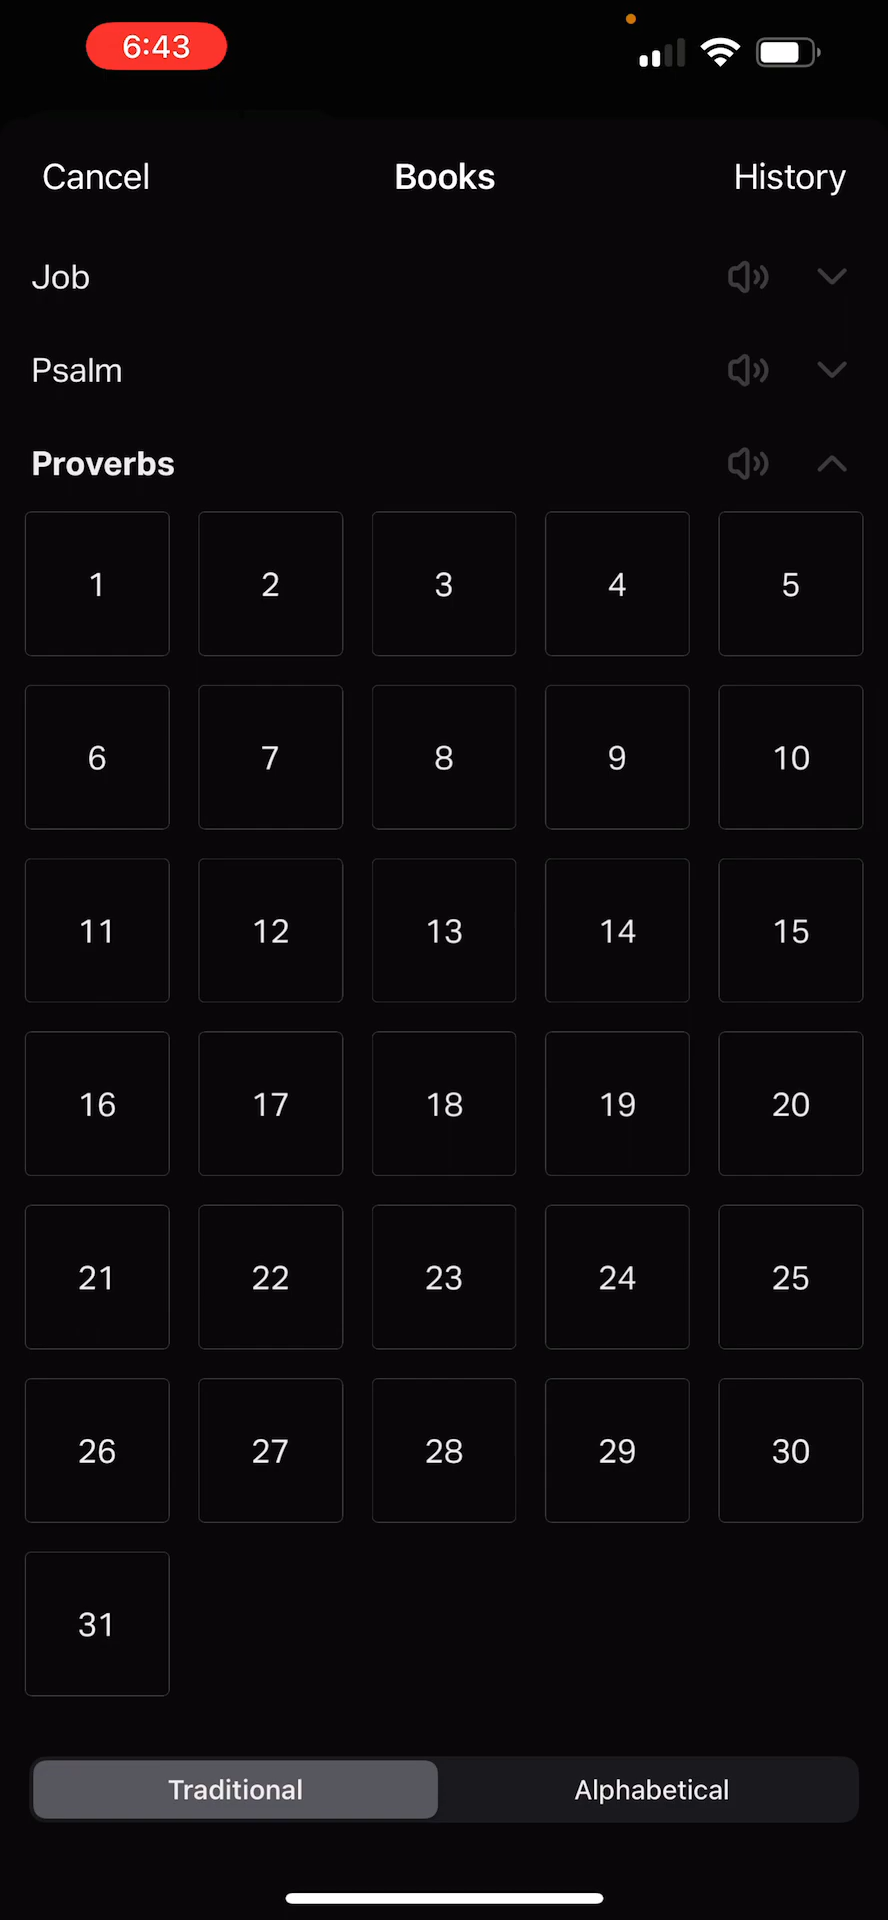 6:43
Cancel Books History
Job
Psalm
Proverbs
1 2 3 4 5
6 7 8 9 10
11 12 13 14 15
16 17 18 19 20
21 22 23 24 25
26 27 28 29 30
31
Traditional Alphabetical